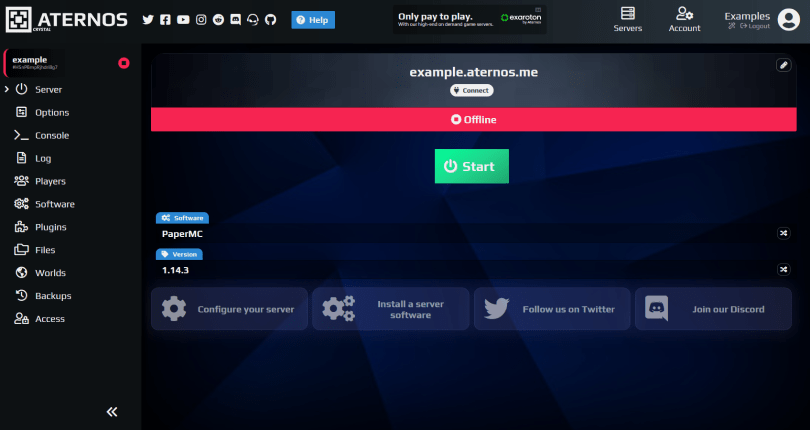 ATERNOS
CRYSTAL
Help
Only pay to play.
With our high-end on demand game servers.
exaroton
by Aternos
Servers
Account
Examples
Logout
example
Server
Options
Console
Log
Players
Software
Plugins
Files
Worlds
Backups
Access
example.aternos.me
Connect
Offline
Start
Software
PaperMC
Version
1.14.3
Configure your server
Install a server
software
Follow us on Twitter
Join our Discord